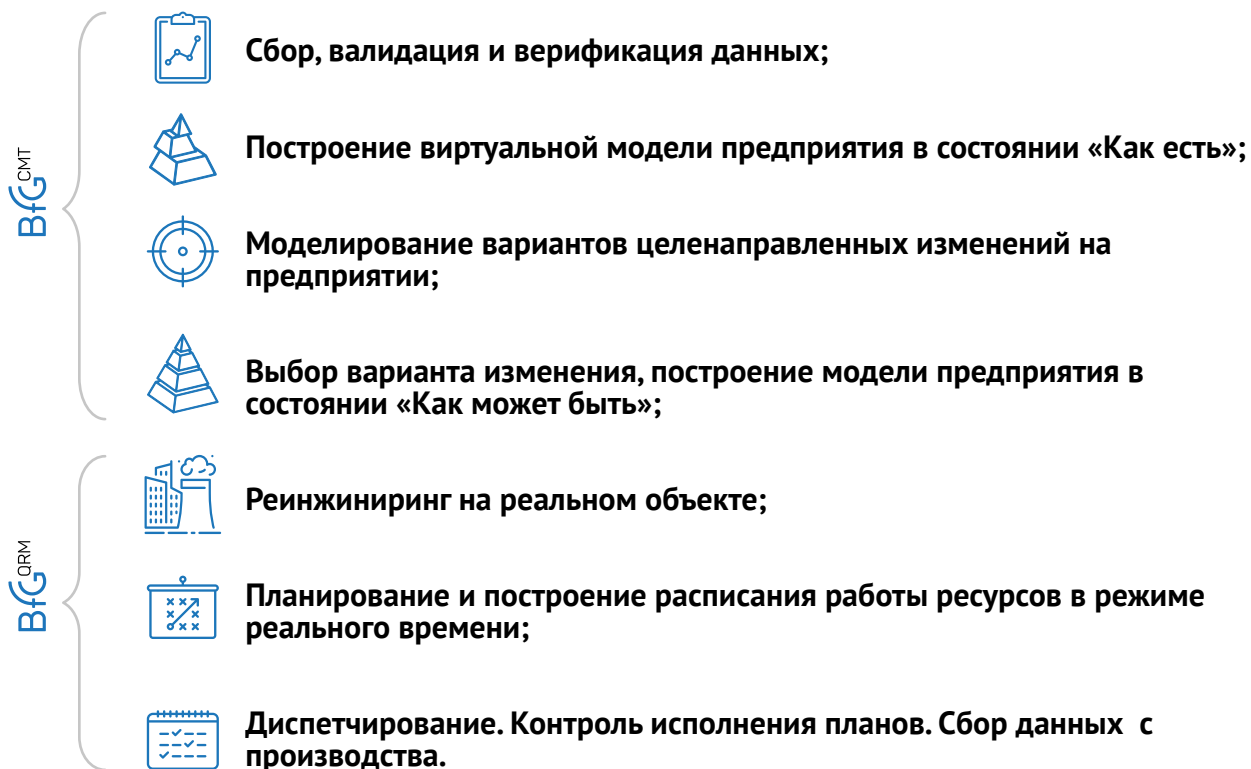 BFG CMT
Сбор, валидация и верификация данных;
Построение виртуальной модели предприятия в состоянии «Как есть»;
Моделирование вариантов целенаправленных изменений на
предприятии;
Выбор варианта изменения, построение модели предприятия в
состоянии «Как может быть»;
BFG QRM
Реинжиниринг на реальном объекте;
Планирование и построение расписания работы ресурсов в режиме
реального времени;
Диспетчирование. Контроль исполнения планов. Сбор данных  с
производства.